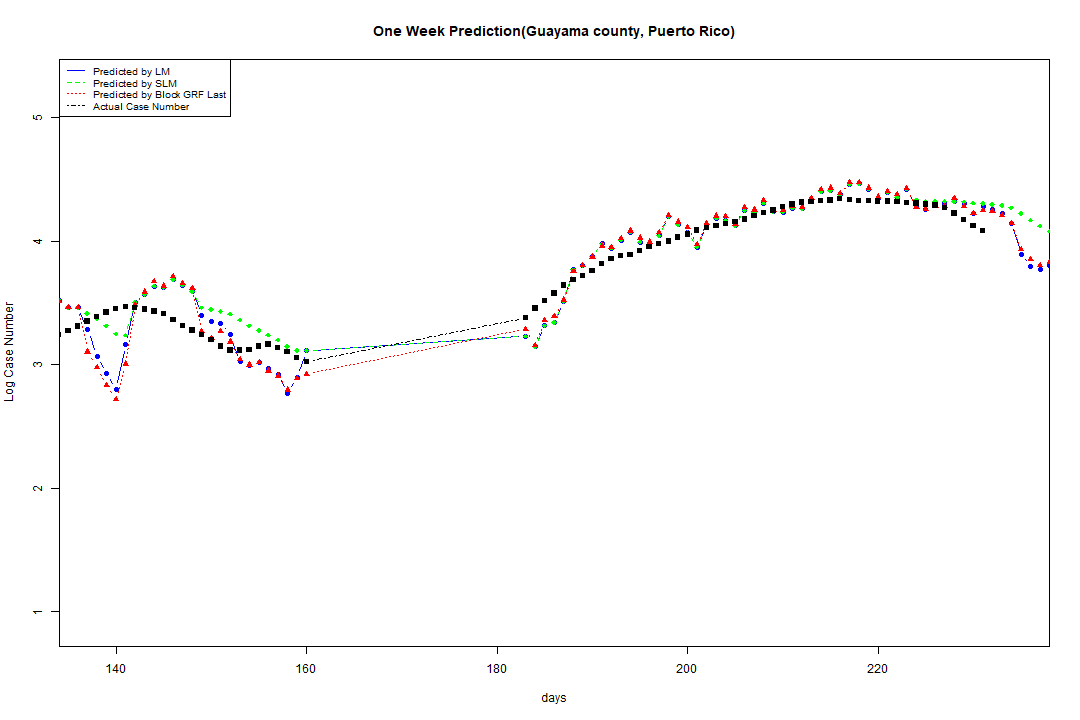 One Week Prediction(Guayama county, Puerto Rico)
Predicted by LM
Predicted by SLM
Predicted by Block GRF Last
Actual Case Number
5
4
3
2
1
Log Case Number
140 160 180 200 220
days